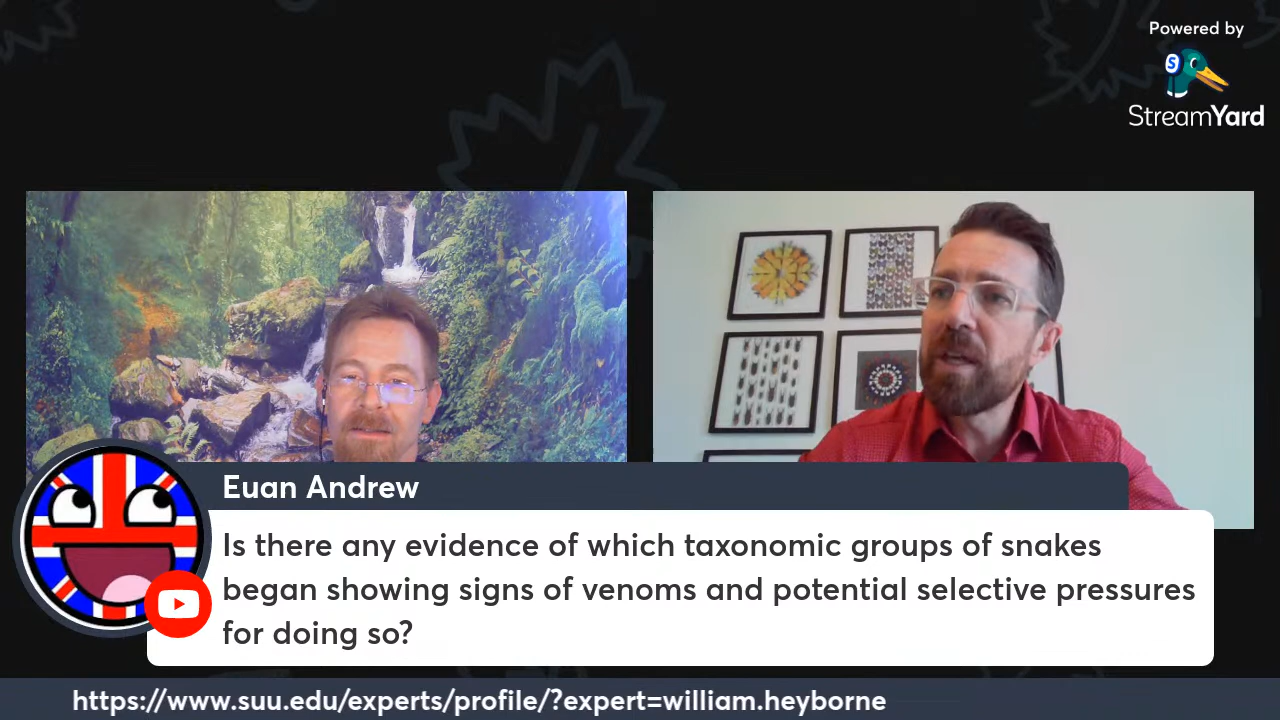 Powered by
S
StreamYard
Euan Andrew
Is there any evidence of which taxonomic groups of snakes
began showing signs of venoms and potential selective pressures
for doing so?
https://www.suu.edu/experts/profile/?expert=william.heyborne